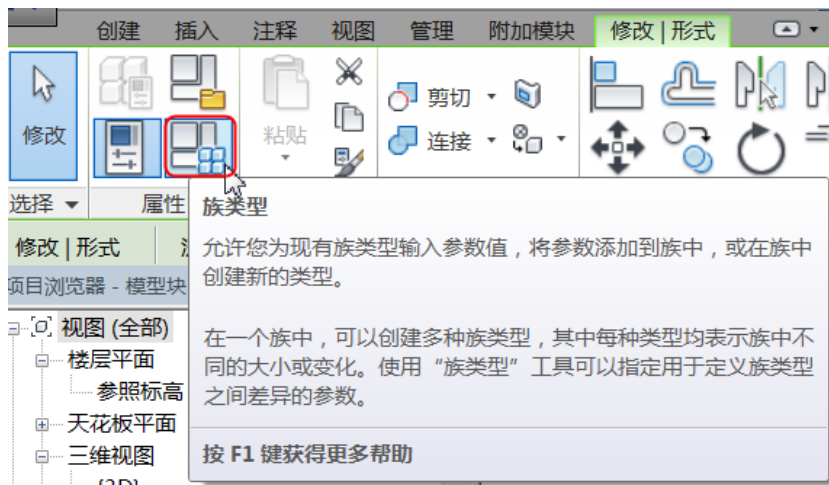 创建 插入 注释 视图 管理 附加模块 修改 | 形式
修改 粘贴 剪切
连接
选择 属性
族类型
修改 | 形式
允许您为现有族类型输入参数值，将参数添加到族中，或在族中
创建新的类型。
项目浏览器 - 模型块
视图 (全部)
楼层平面
参照标高
天花板平面
三维视图
在一个族中，可以创建多种族类型，其中每种类型均表示族中不
同的大小或变化。使用“族类型”工具可以指定用于定义族类型
之间差异的参数。
按 F1 键获得更多帮助